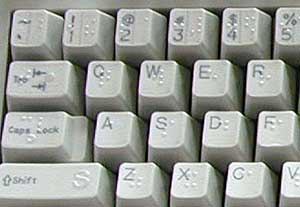 ~ ! @ # $ %
` 1 2 3 4 5
Tab Q W E R
Caps Lock A S D F
⇧Shift S Z X C V